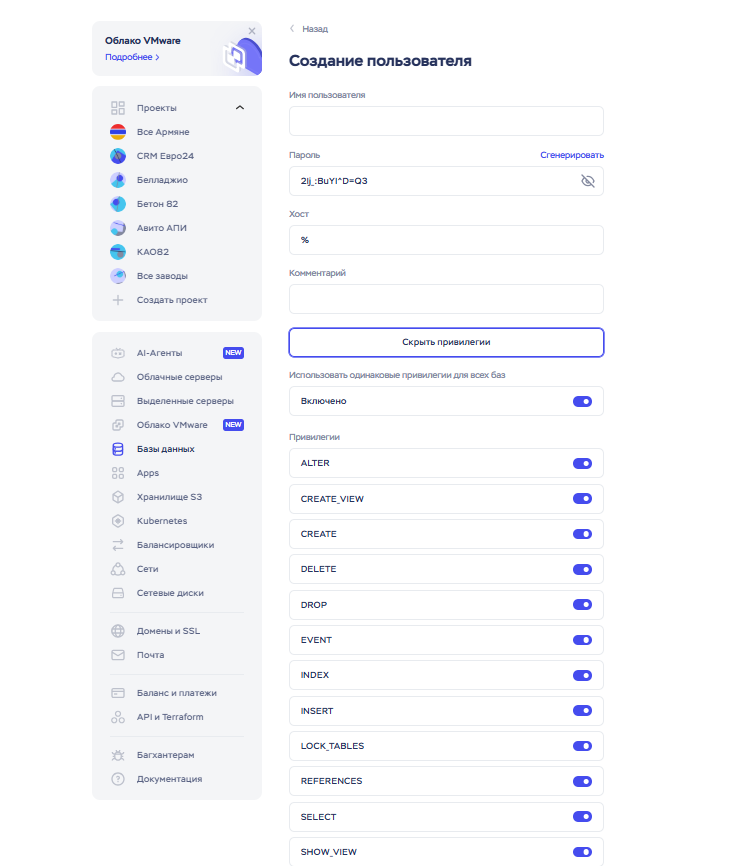 Облако VMware
Подробнее
Проекты
Все Армяне
CRM Евро24
Белладжио
Бетон 82
Авито АПИ
КАО82
Все заводы
Создать проект
AI-Агенты NEW
Облачные серверы
Выделенные серверы
Облако VMware NEW
Базы данных
Apps
Хранилище S3
Kubernetes
Балансировщики
Сети
Сетевые диски
Домены и SSL
Почта
Баланс и платежи
API и Terraform
Багхантерам
Документация
Назад
Создание пользователя
Имя пользователя
Пароль Сгенерировать
Хост
%
Комментарий
Скрыть привилегии
Использовать одинаковые привилегии для всех баз
Включено
Привилегии
ALTER
CREATE_VIEW
CREATE
DELETE
DROP
EVENT
INDEX
INSERT
LOCK_TABLES
REFERENCES
SELECT
SHOW_VIEW